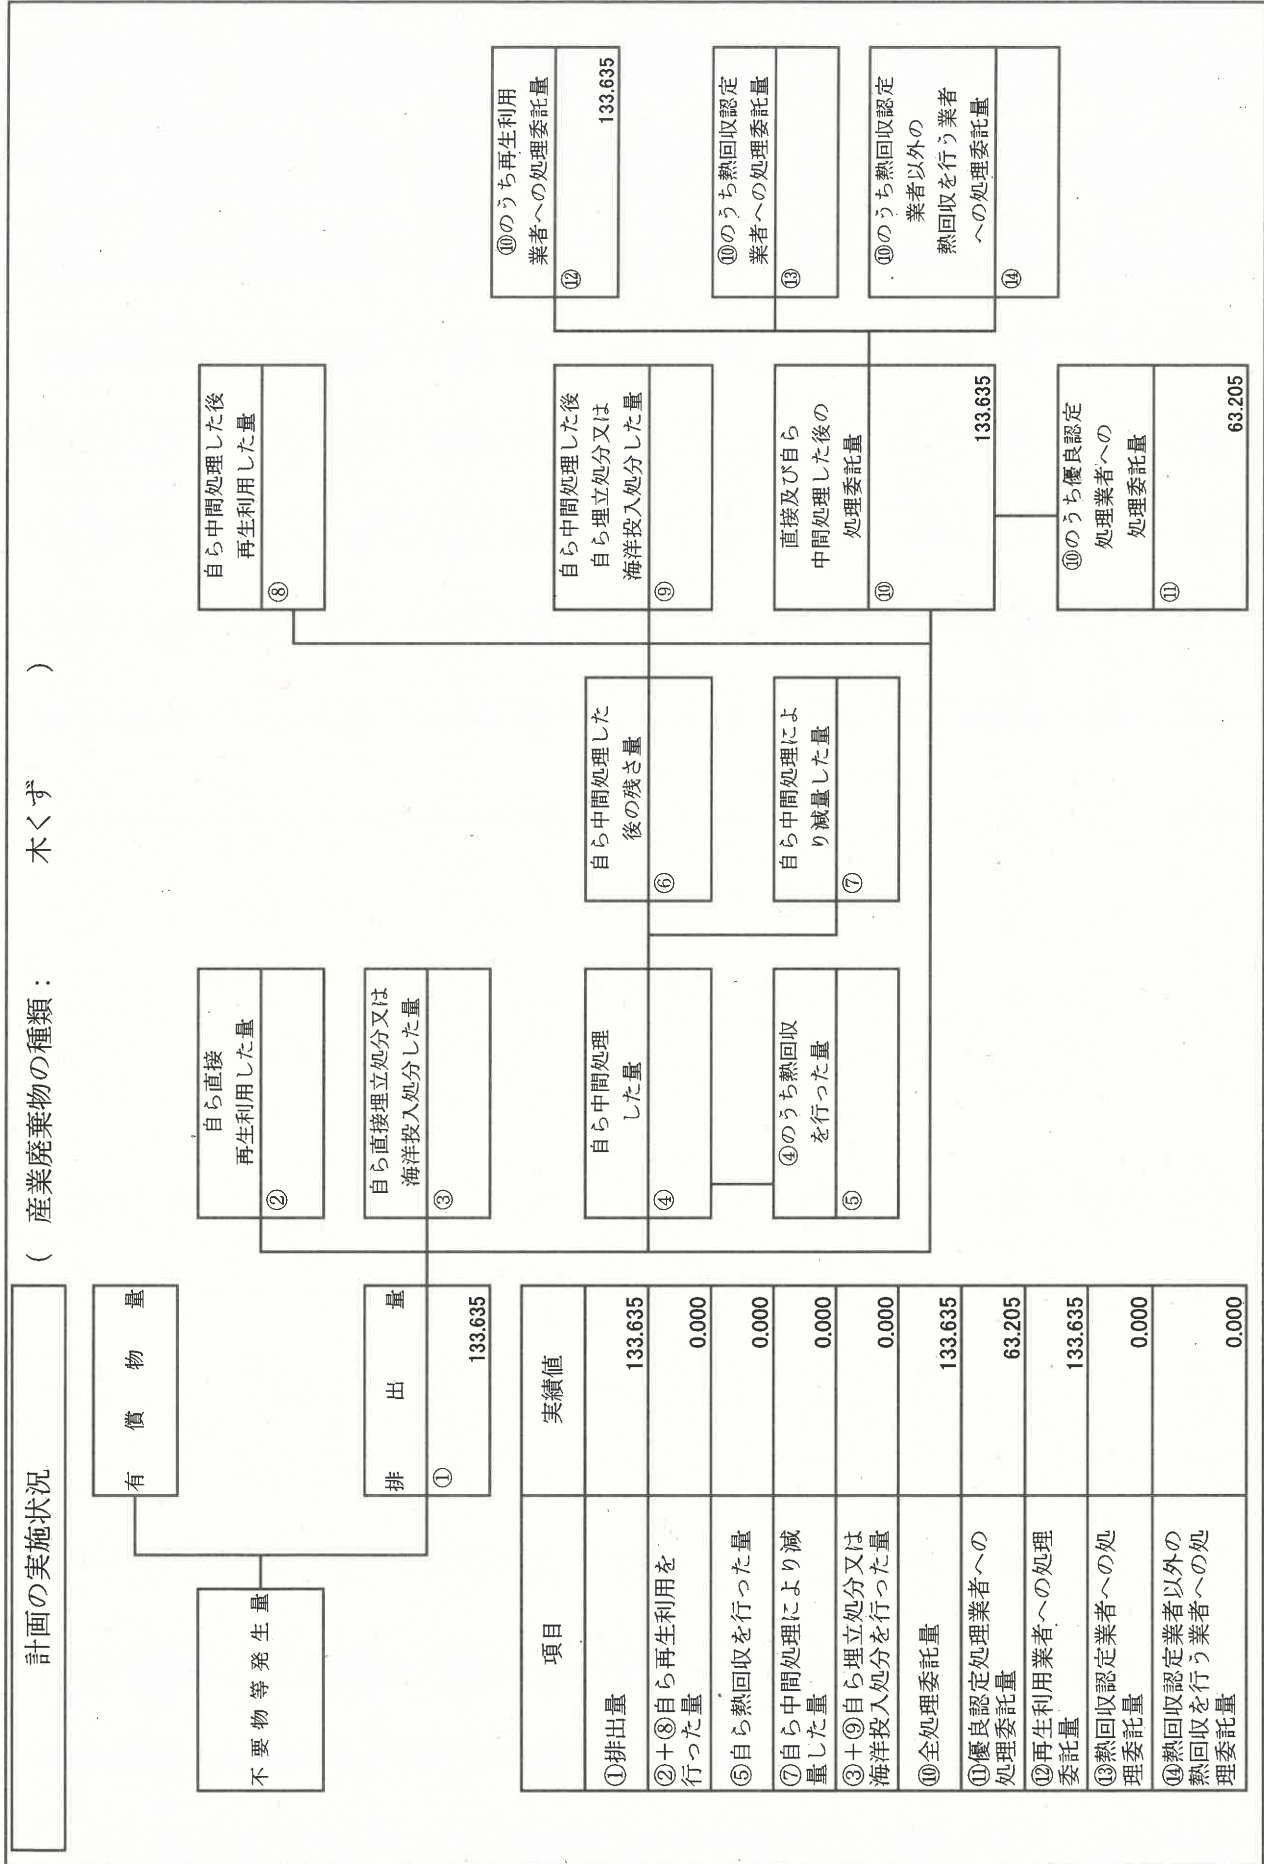 計画の実施状況
( 産業廃棄物の種類： 木くず )
不要物等発生量
有償物量
排出量
①
133.635
自ら直接
再生利用した量
②
自ら直接埋立処分又は
海洋投入処分した量
③
自ら中間処理
した量
④
④のうち熱回収
を行った量
⑤
自ら中間処理した
後の残さ量
⑥
自ら中間処理によ
り減量した量
⑦
自ら中間処理した後
再生利用した量
⑧
自ら中間処理した後
自ら埋立処分又は
海洋投入処分した量
⑨
直接及び自ら
中間処理した後の
処理委託量
⑩
133.635
⑩のうち優良認定
処理業者への
処理委託量
⑪
63.205
⑩のうち再生利用
業者への処理委託量
⑫
133.635
⑩のうち熱回収認定
業者への処理委託量
⑬
⑩のうち熱回収認定
業者以外の
熱回収を行う業者
への処理委託量
⑭
項目 実績値
①排出量 133.635
②＋⑧自ら再生利用を
行った量 0.000
⑤自ら熱回収を行った量 0.000
⑦自ら中間処理により減
量した量 0.000
③＋⑨自ら埋立処分又は
海洋投入処分を行った量 0.000
⑩全処理委託量 133.635
⑪優良認定処理業者への
処理委託量 63.205
⑫再生利用業者への処理
委託量 133.635
⑬熱回収認定業者への処
理委託量 0.000
⑭熱回収認定業者以外の
熱回収を行う業者への処
理委託量 0.000